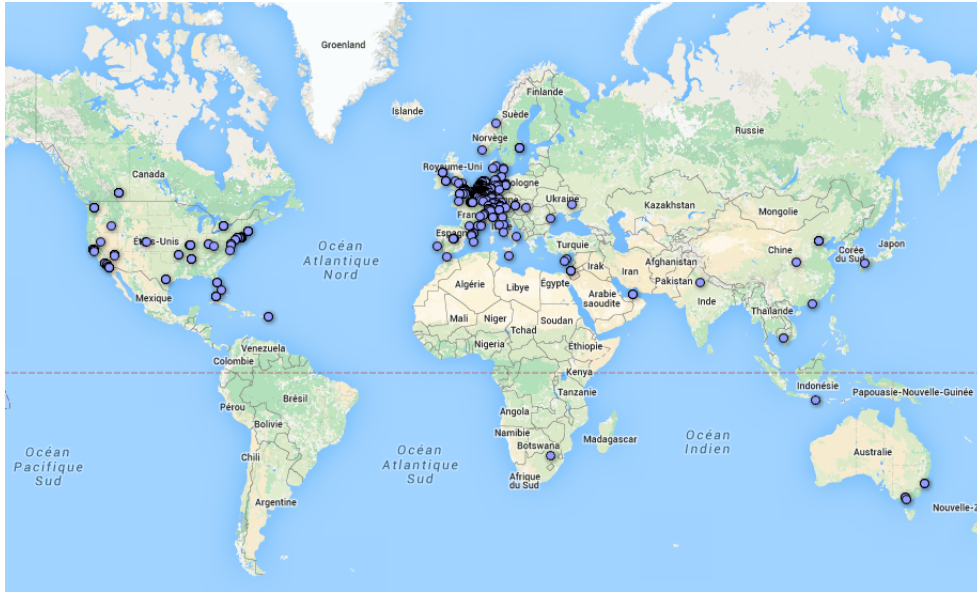 Groenland
Islande
Finlande
Suède
Norvège
Russie
Canada
Royaume-Uni
Pologne
Ukraine
Kazakhstan
Mongolie
États-Unis
Océan
Atlantique
Nord
Espagne
Turquie
Chine
Corée
du Sud
Japon
Afghanistan
Irak
Iran
Pakistan
Algérie
Libye
Égypte
Arabie
saoudite
Inde
Mexique
Mali
Niger
Tchad
Soudan
Thaïlande
Nigeria
Éthiopie
Venezuela
Colombie
Kenya
Indonésie
Papouasie-Nouvelle-Guinée
Tanzanie
Brésil
Pérou
Angola
Bolivie
Namibie
Botswana
Madagascar
Océan
Pacifique
Sud
Océan
Atlantique
Sud
Océan
Indien
Australie
Chili
Afrique
du Sud
Argentine
Nouvelle-Z